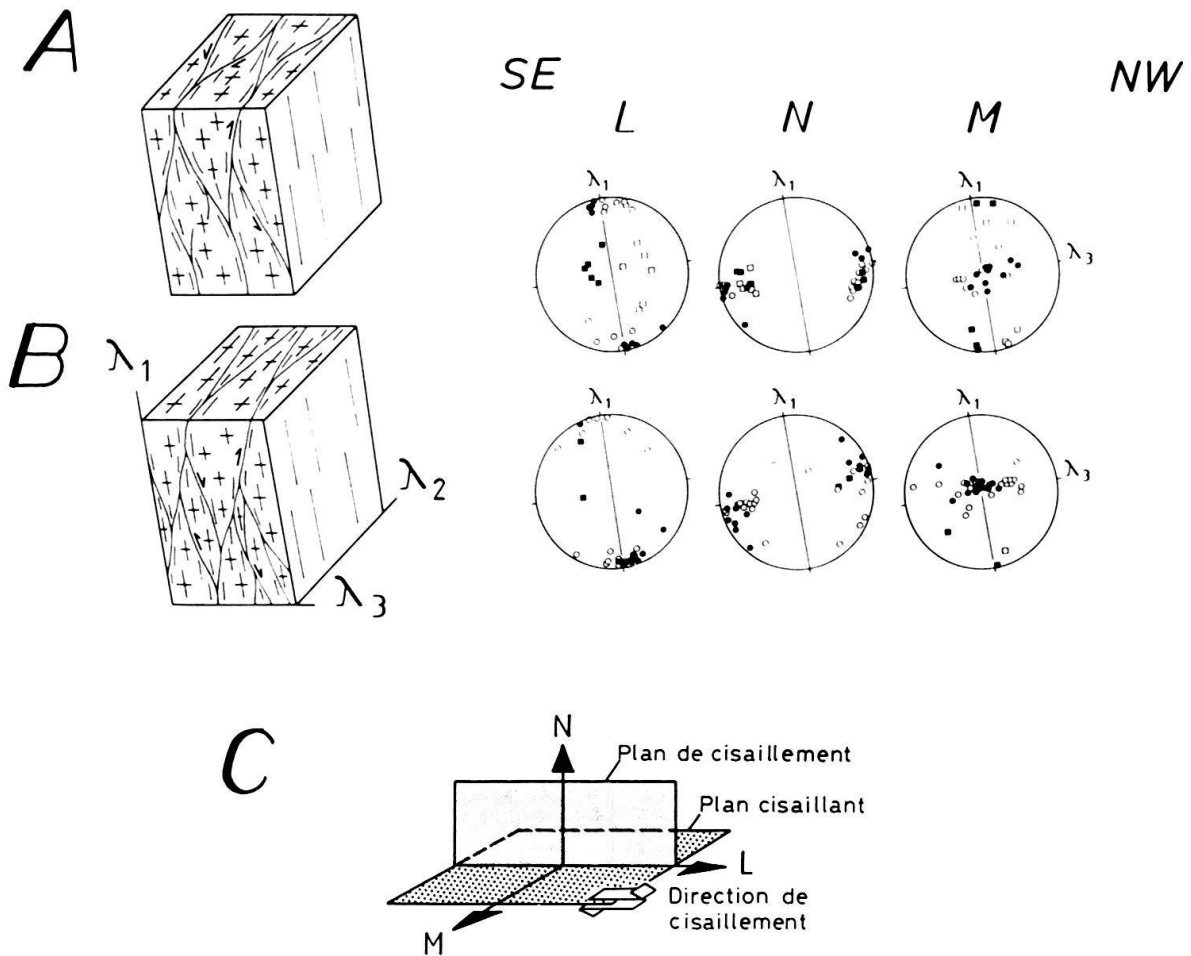 A
SE
NW
L
N
M
λ1
λ1
λ1
λ3
B
λ1
λ2
λ3
λ1
λ1
λ1
λ3
C
N
Plan de cisaillement
Plan cisaillant
L
Direction de
cisaillement
M